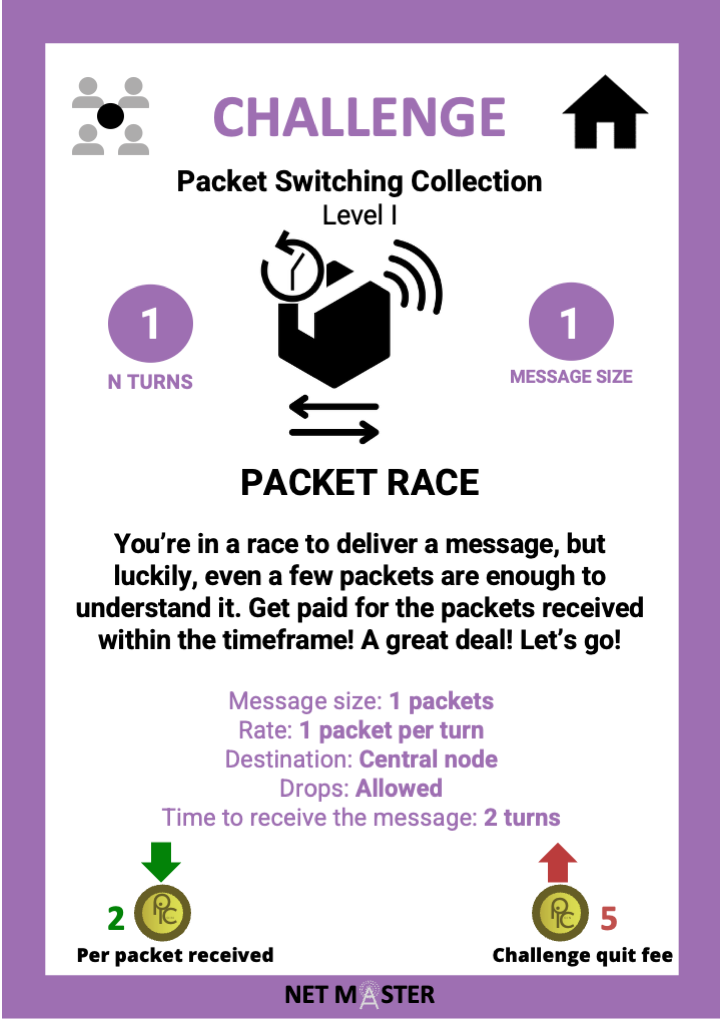 CHALLENGE
Packet Switching Collection
Level I
1
N TURNS
1
MESSAGE SIZE
PACKET RACE
You’re in a race to deliver a message, but
luckily, even a few packets are enough to
understand it. Get paid for the packets received
within the timeframe! A great deal! Let’s go!
Message size: 1 packets
Rate: 1 packet per turn
Destination: Central node
Drops: Allowed
Time to receive the message: 2 turns
2
Per packet received
5
Challenge quit fee
NET MASTER